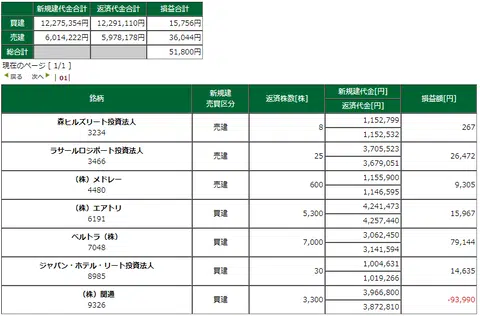 新規建代金合計 返済代金合計 損益合計
買建 12,275,354円 12,291,110円 15,756円
売建 6,014,222円 5,978,178円 36,044円
総合計 51,800円
現在のページ [ 1/1 ]
戻る 次へ | 01|
銘柄 新規建売買区分 返済株数[株] 新規建代金[円] 返済代金[円] 損益額[円]
森ヒルズリート投資法人 3234 売建 8 1,152,799 1,152,532 267
ラサールロジポート投資法人 3466 売建 25 3,705,523 3,679,051 26,472
（株）メドレー 4480 売建 600 1,155,900 1,146,595 9,305
（株）エアトリ 6191 買建 5,300 4,241,473 4,257,440 15,967
ベルトラ（株） 7048 買建 7,000 3,062,450 3,141,594 79,144
ジャパン・ホテル・リート投資法人 8985 買建 30 1,004,631 1,019,266 14,635
（株）関通 9326 買建 3,300 3,966,800 3,872,810 -93,990